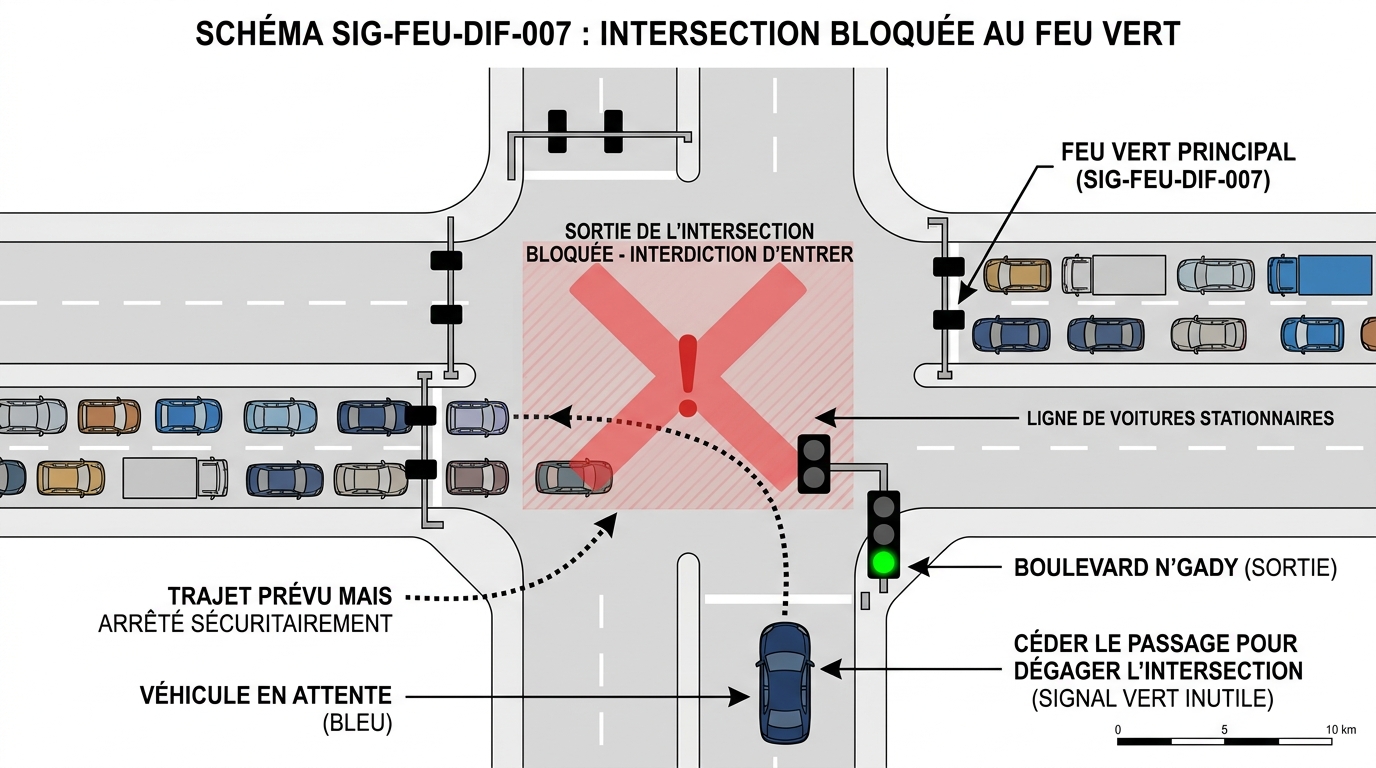 SCHÉMA SIG-FEU-DIF-007 : INTERSECTION BLOQUÉE AU FEU VERT
FEU VERT PRINCIPAL
(SIG-FEU-DIF-007)
SORTIE DE L'INTERSECTION
BLOQUÉE - INTERDICTION D'ENTRER
!
LIGNE DE VOITURES STATIONNAIRES
BOULEVARD N'GADY (SORTIE)
TRAJET PRÉVU MAIS
ARRÊTÉ SÉCURITAIREMENT
CÉDER LE PASSAGE POUR
DÉGAGER L'INTERSECTION
(SIGNAL VERT INUTILE)
VÉHICULE EN ATTENTE
(BLEU)
0 5 10 km